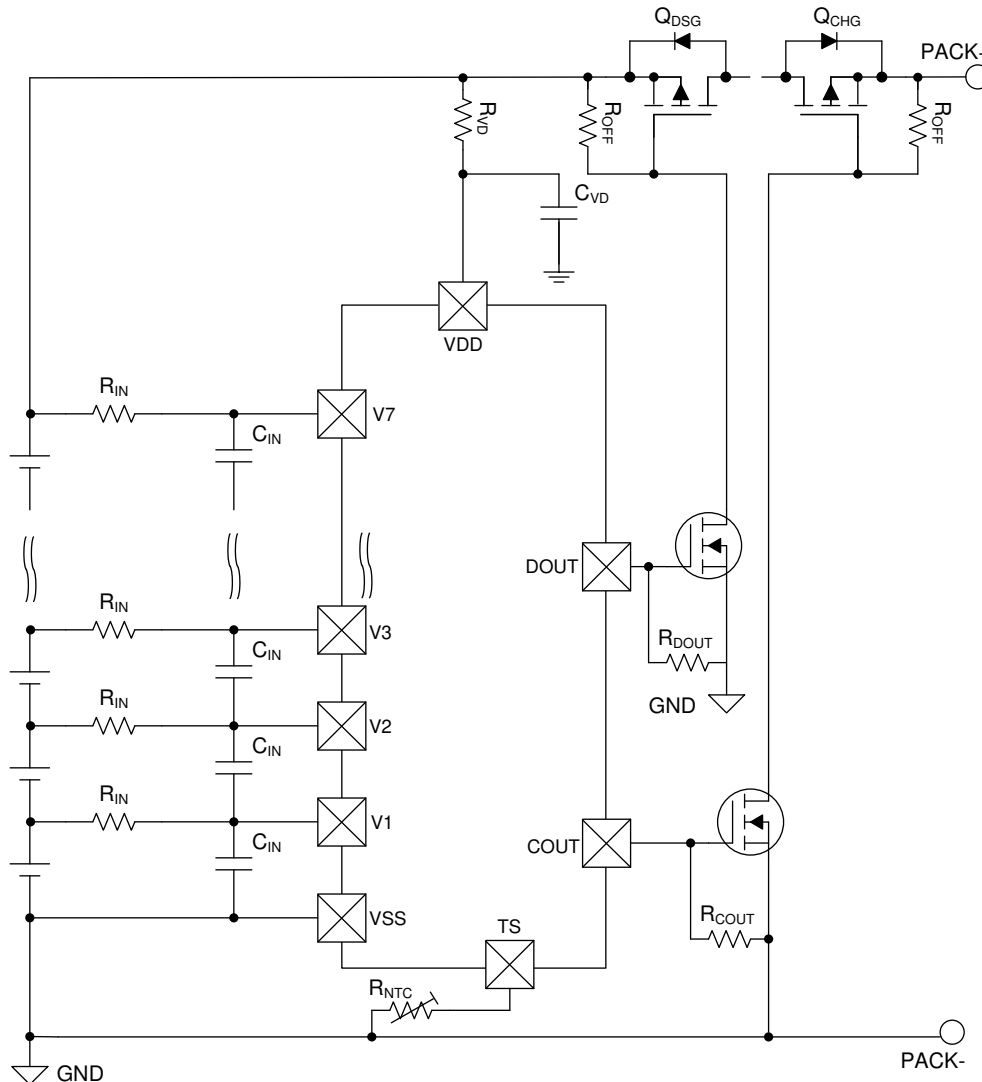 QDSG
QCHG
PACK-
RVD
ROFF
ROFF
CVD
VDD
RIN
V7
CIN
DOUT
RIN
V3
CIN
RDOUT
RIN
V2
GND
CIN
RIN
V1
COUT
CIN
VSS
TS
RCOUT
RNTC
PACK-
GND